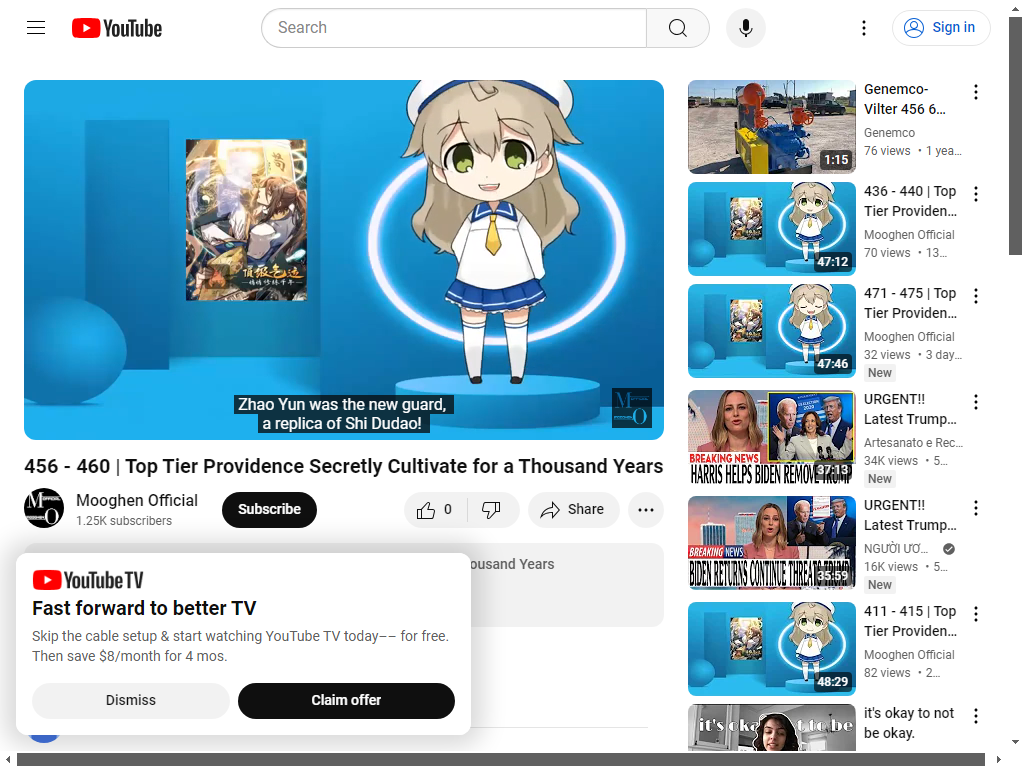 YouTube
Search
Sign in
頂級氣运
Zhao Yun was the new guard,
a replica of Shi Dudao!
456 - 460 | Top Tier Providence Secretly Cultivate for a Thousand Years
Mooghen Official
1.25K subscribers
Subscribe
0
Share
ousand Years
YouTube TV
Fast forward to better TV
Skip the cable setup & start watching YouTube TV today–– for free.
Then save $8/month for 4 mos.
Dismiss
Claim offer
1:15
Genemco-
Vilter 456 6…
Genemco
76 views • 1 yea…
47:12
436 - 440 | Top
Tier Providen…
Mooghen Official
70 views • 13…
47:46
471 - 475 | Top
Tier Providen…
Mooghen Official
32 views • 3 day…
New
BREAKING NEWS
HARRIS HELPS BIDEN REMOVE TRUMP
37:13
URGENT!!
Latest Trump…
Artesanato e Rec…
34K views • 5…
New
BREAKING NEWS
BIDEN RETURNS CONTINUE THREATS TRUMP
35:59
URGENT!!
Latest Trump…
NGƯỜI ƯƠ…
16K views • 5…
New
48:29
411 - 415 | Top
Tier Providen…
Mooghen Official
82 views • 2…
it's okay to be
it's okay to not
be okay.